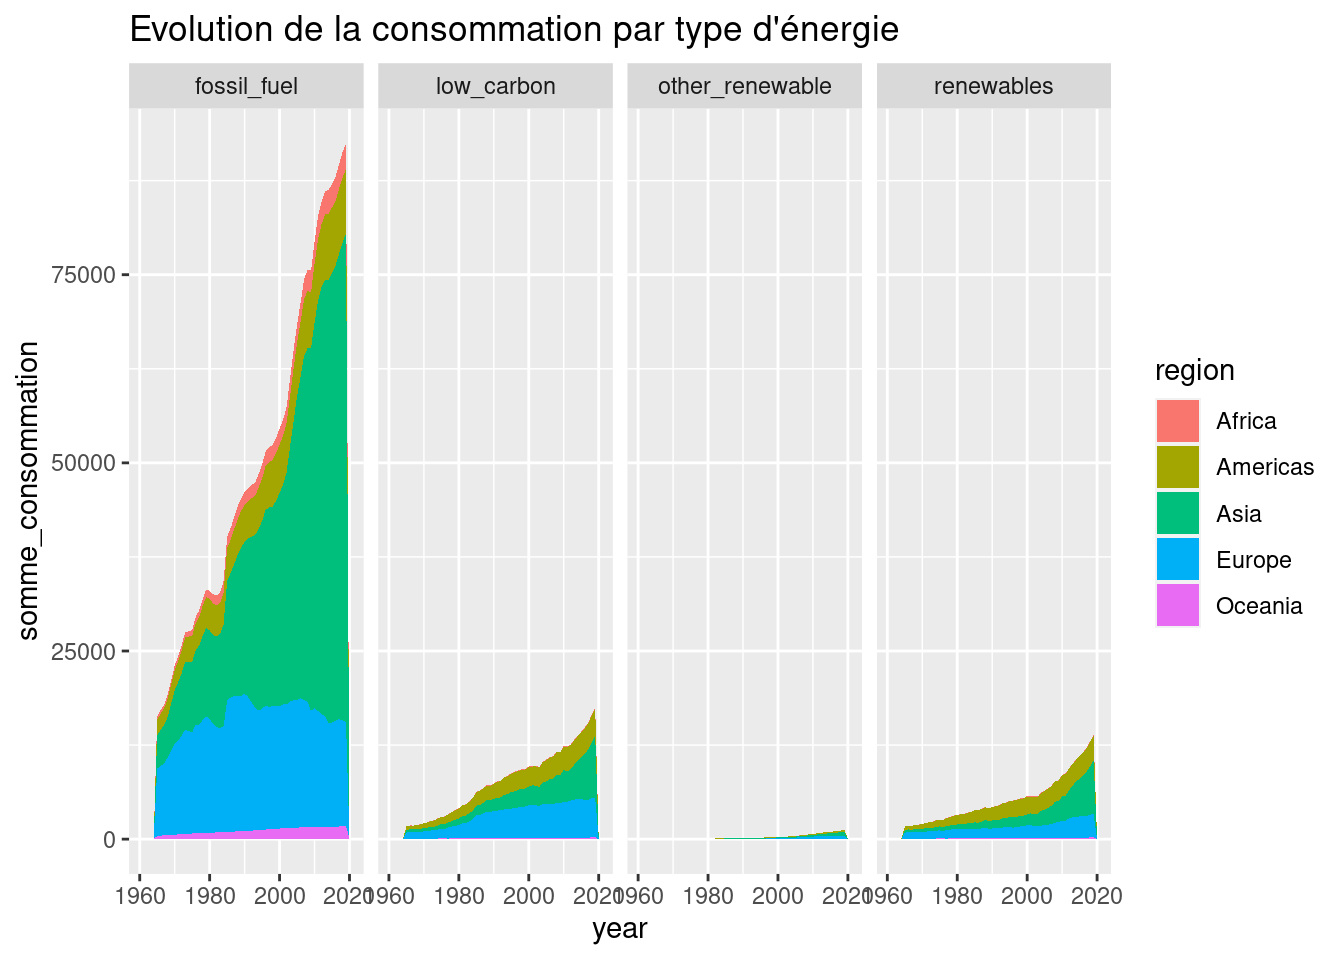 Evolution de la consommation par type d'énergie
fossil_fuel
low_carbon
other_renewable
renewables
somme_consommation
75000
50000
25000
0
1960 1980 2000 2020
1960 1980 2000 2020
1960 1980 2000 2020
1960 1980 2000 2020
year
region
Africa
Americas
Asia
Europe
Oceania